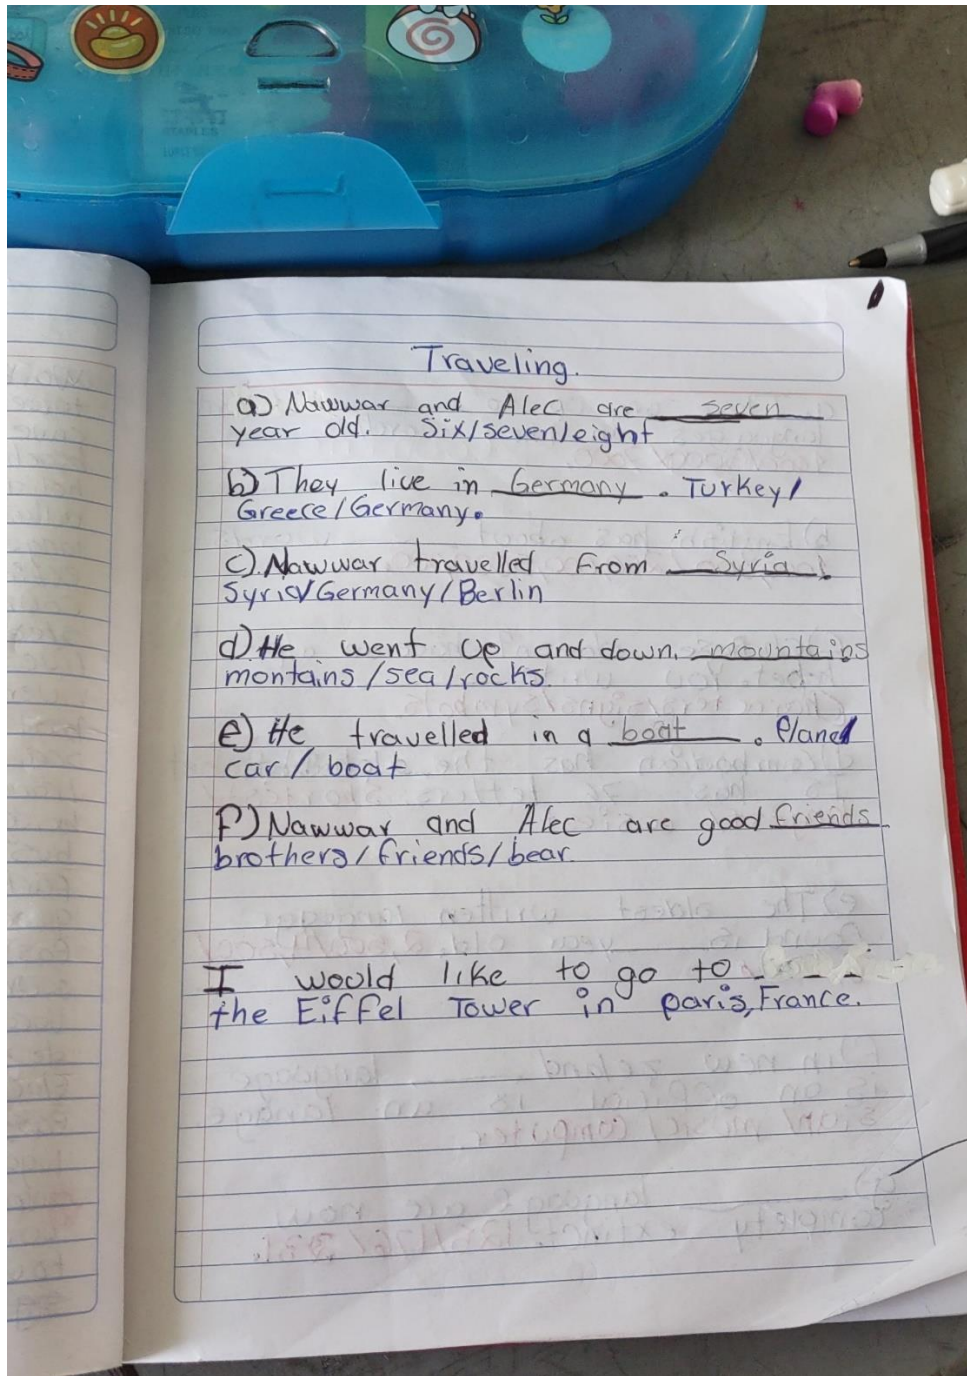 Traveling.
a) Nawwar and Alec are seven
year old. Six/seven/eight
b) They live in Germany. Turkey/
Greece/Germany.
c) Nawwar travelled From Syria.
Syria/Germany/Berlin
d) He went up and down. mountains
montains/sea/rocks.
e) He travelled in a boat. Plane/
car/boat
F) Nawwar and Alec are good friends
brothers/friends/bear.
I would like to go to
the Eiffel Tower in paris, France.